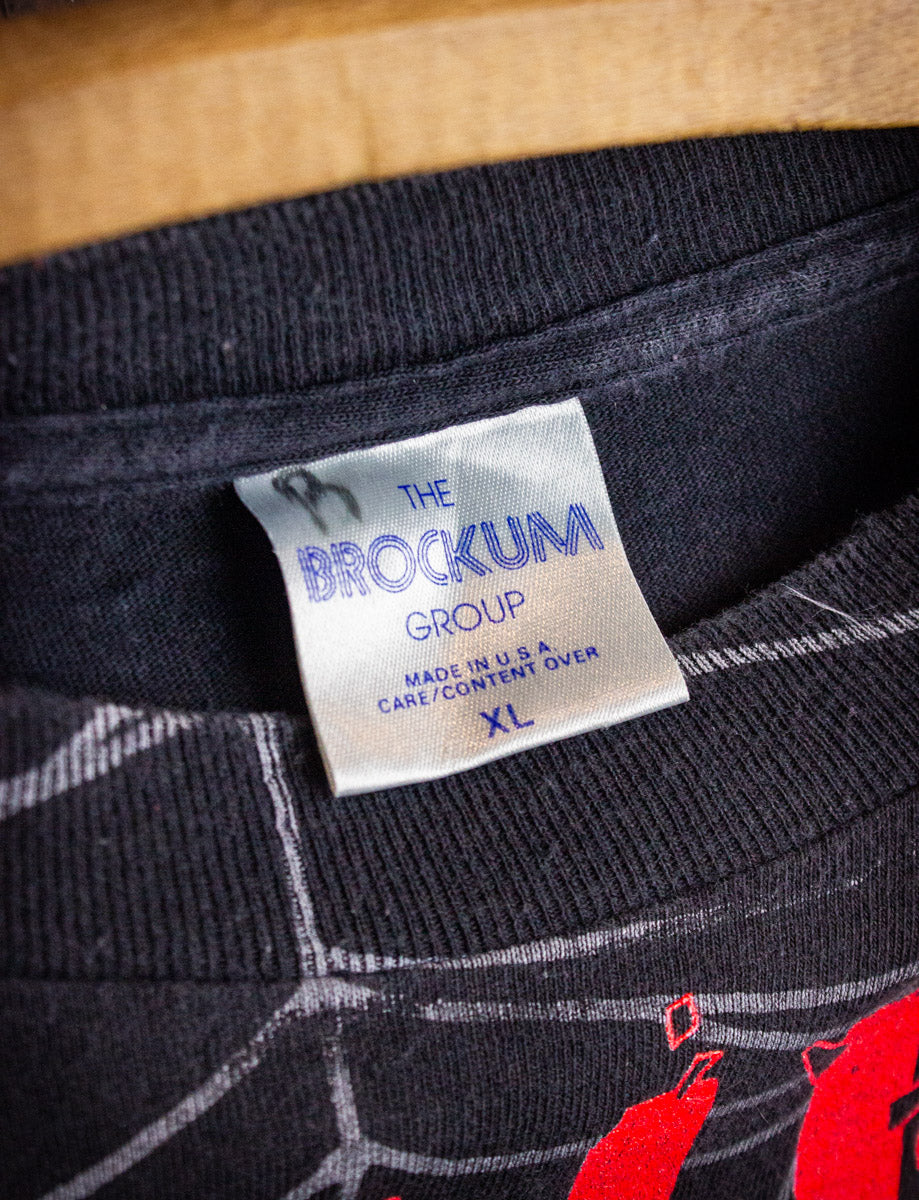 THE
BROCKUM
GROUP
MADE IN U.S.A.
CARE/CONTENT OVER
XL